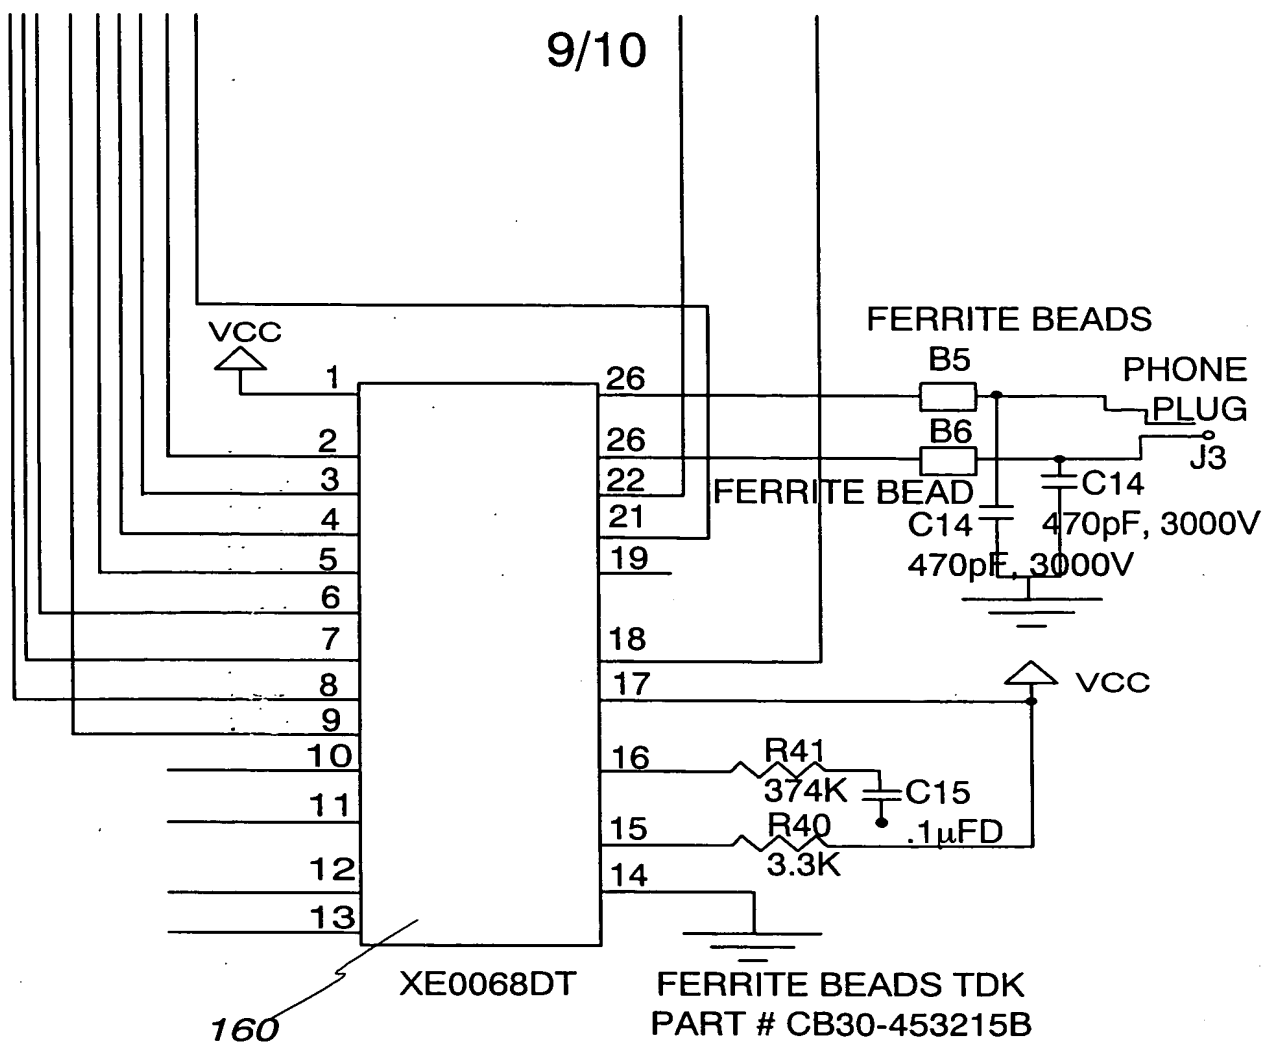 9/10
FERRITE BEADS
VCC
B5
PHONE
PLUG
1
26
B6
J3
2
26
3
22
FERRITE BEAD
C14
4
21
C14
470pF, 3000V
5
19
470pF, 3000V
6
7
18
8
17
VCC
9
10
16
R41
374K
C15
11
15
R40
.1µFD
3.3K
12
14
13
XE0068DT
FERRITE BEADS TDK
160
PART # CB30-453215B